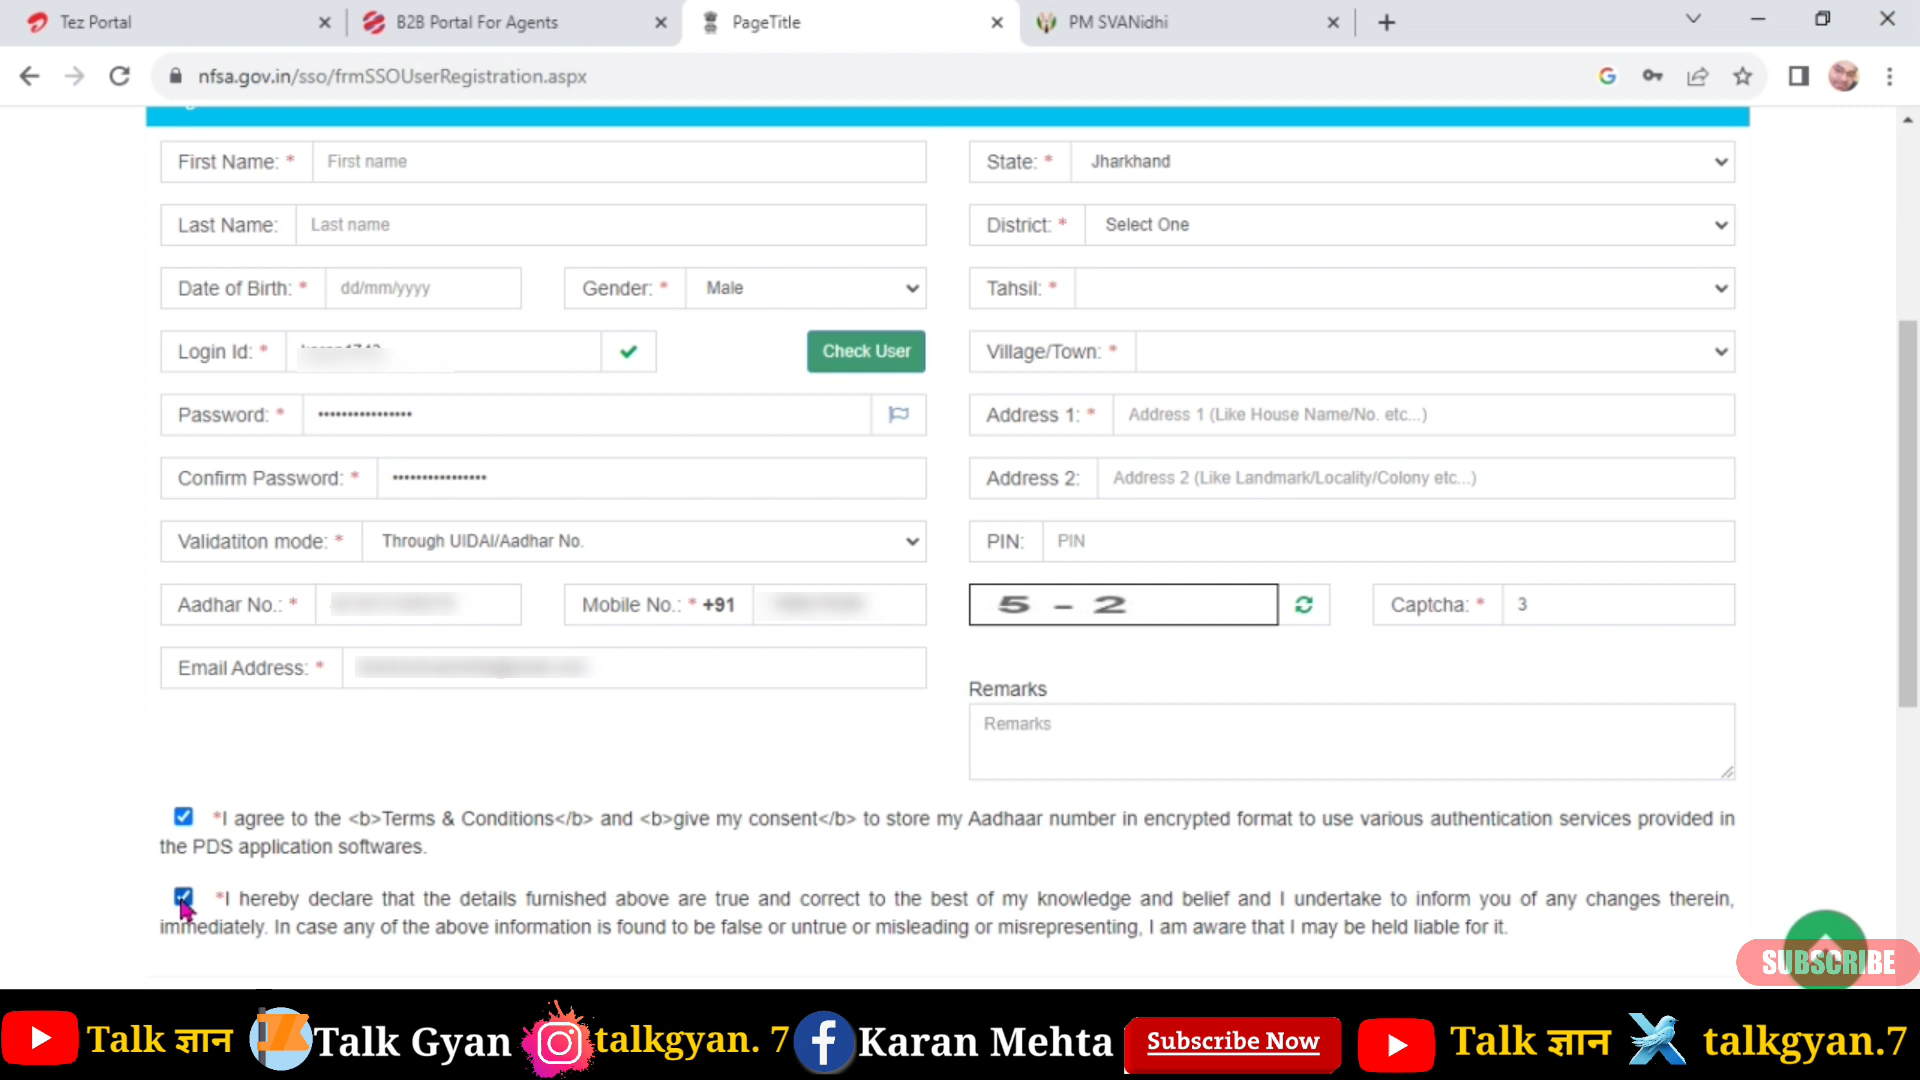 Tez Portal
B2B Portal For Agents
PageTitle
PM SVANidhi
nfsa.gov.in/sso/frmSSOUserRegistration.aspx
First Name: * First name
State: * Jharkhand
Last Name: Last name
District: * Select One
Date of Birth: * dd/mm/yyyy
Gender: * Male
Tahsil: *
Login Id: *
Check User
Village/Town: *
Password: * ••••••••••••••••
Address 1: * Address 1 (Like House Name/No. etc...)
Confirm Password: * ••••••••••••••••
Address 2: Address 2 (Like Landmark/Locality/Colony etc...)
Validatiton mode: * Through UIDAI/Aadhar No.
PIN: PIN
Aadhar No.: *
Mobile No.: * +91
5 - 2
Captcha: * 3
Email Address: *
Remarks
Remarks
*I agree to the <b>Terms & Conditions</b> and <b>give my consent</b> to store my Aadhaar number in encrypted format to use various authentication services provided in
the PDS application softwares.
*I hereby declare that the details furnished above are true and correct to the best of my knowledge and belief and I undertake to inform you of any changes therein,
immediately. In case any of the above information is found to be false or untrue or misleading or misrepresenting, I am aware that I may be held liable for it.
SUBSCRIBE
Talk ज्ञान
Talk Gyan
talkgyan. 7
Karan Mehta
Subscribe Now
Talk ज्ञान
talkgyan.7